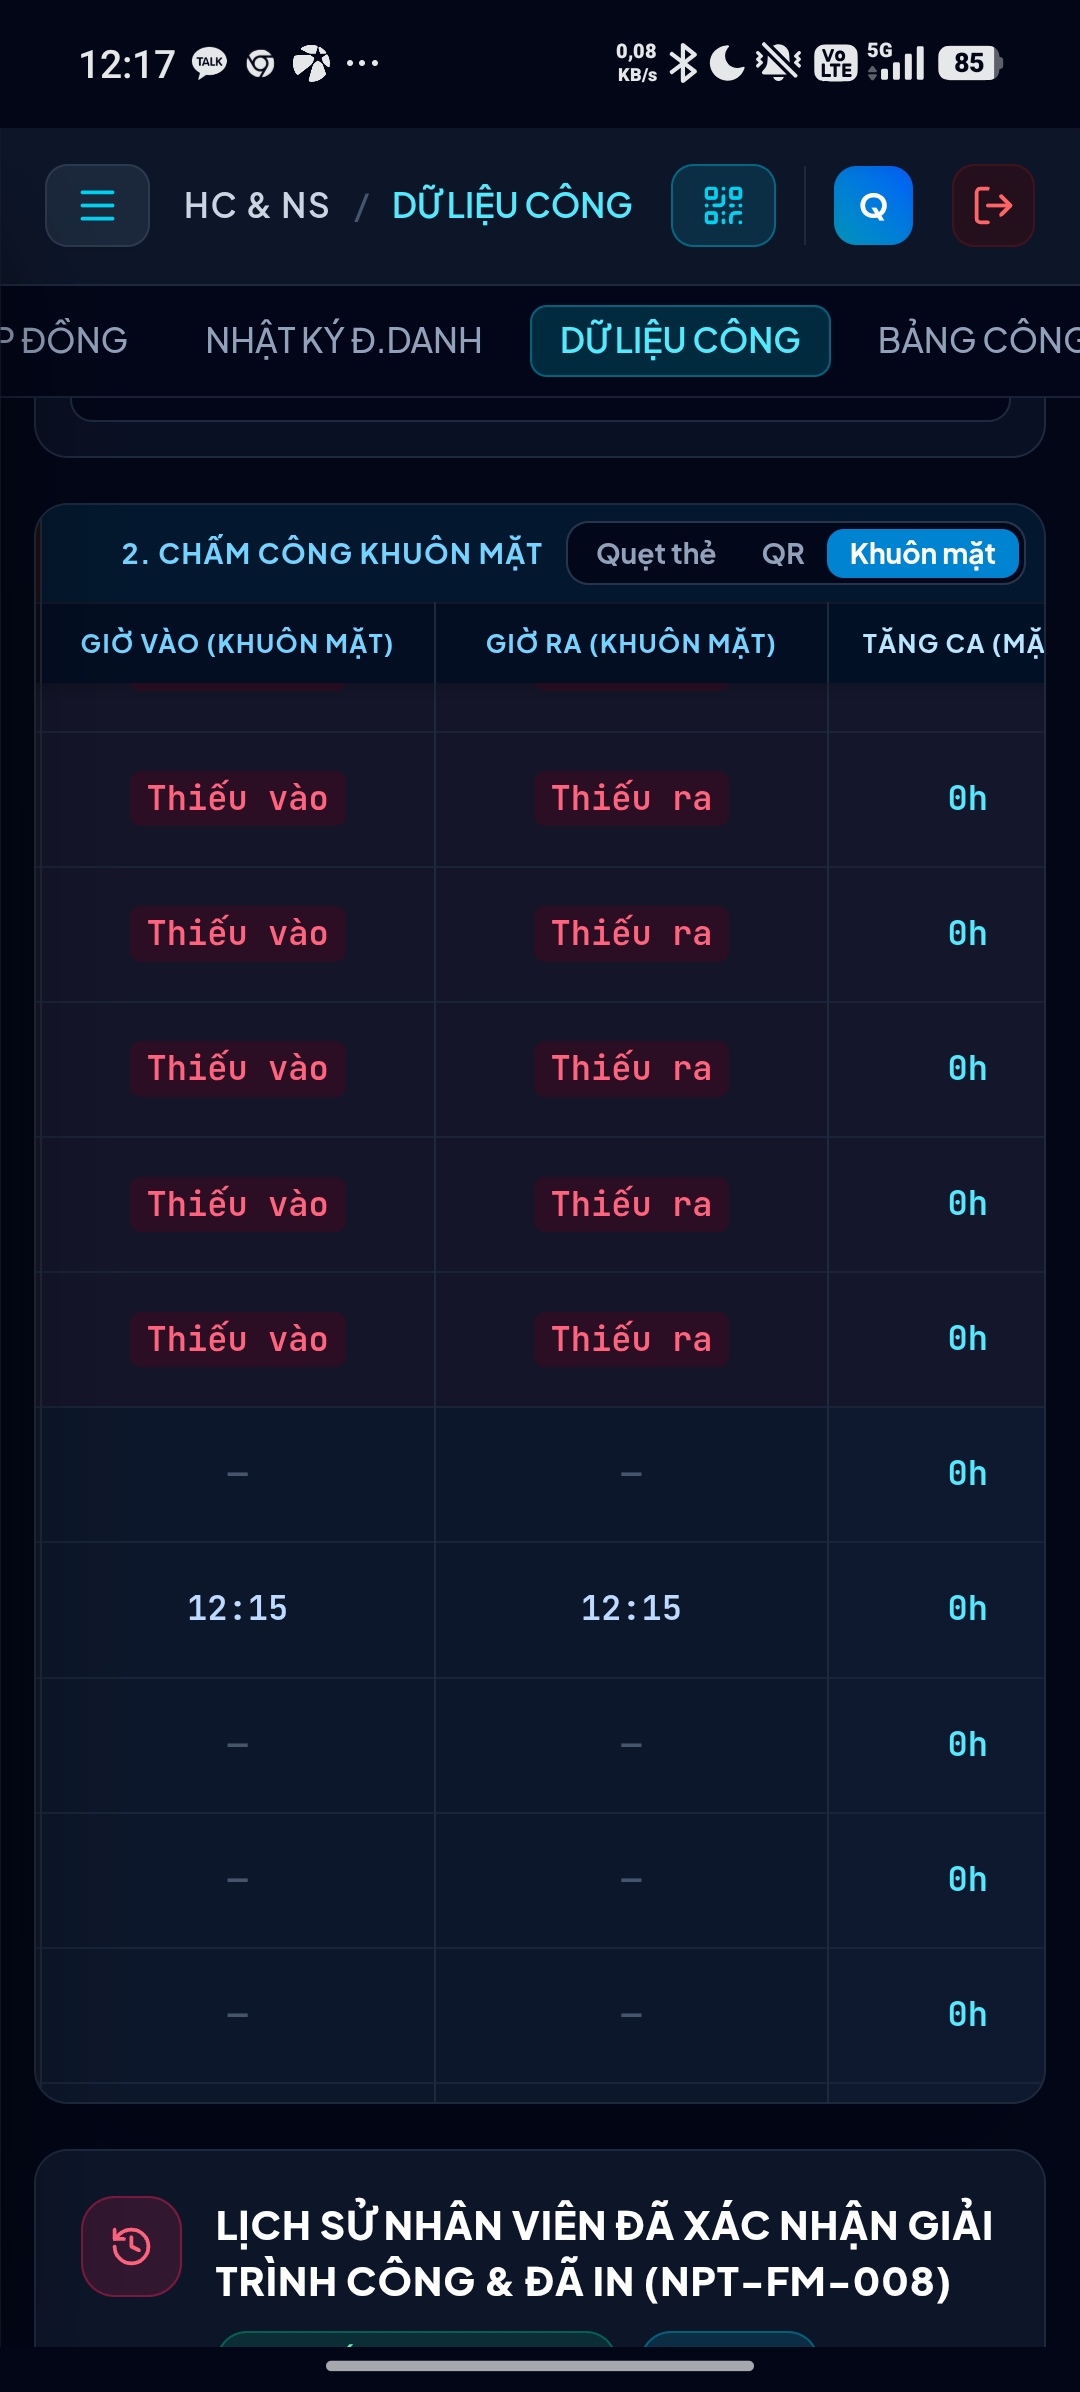 12:17 TALK ... 0,08 KB/s Vo LTE 5G 85
HC & NS / DỮ LIỆU CÔNG Q
P ĐỒNG NHẬT KÝ Đ.DANH DỮ LIỆU CÔNG BẢNG CÔNG
2. CHẤM CÔNG KHUÔN MẶT Quẹt thẻ QR Khuôn mặt
GIỜ VÀO (KHUÔN MẶT) GIỜ RA (KHUÔN MẶT) TĂNG CA (MẶ
Thiếu vào Thiếu ra 0h
Thiếu vào Thiếu ra 0h
Thiếu vào Thiếu ra 0h
Thiếu vào Thiếu ra 0h
Thiếu vào Thiếu ra 0h
– – 0h
12:15 12:15 0h
– – 0h
– – 0h
– – 0h
LỊCH SỬ NHÂN VIÊN ĐÃ XÁC NHẬN GIẢI
TRÌNH CÔNG & ĐÃ IN (NPT-FM-008)